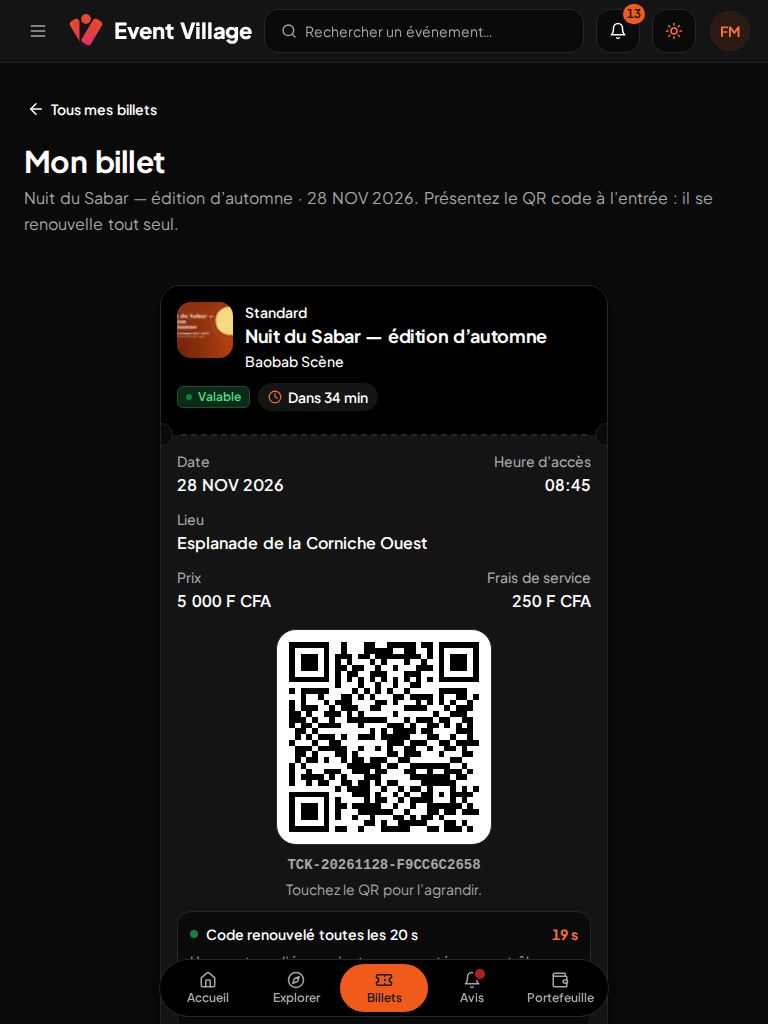 Event Village
Rechercher un événement…
13
FM
Tous mes billets
Mon billet
Nuit du Sabar — édition d’automne · 28 NOV 2026. Présentez le QR code à l’entrée : il se
renouvelle tout seul.
Standard
Nuit du Sabar — édition d’automne
Baobab Scène
Valable
Dans 34 min
Date
Heure d’accès
28 NOV 2026
08:45
Lieu
Esplanade de la Corniche Ouest
Prix
Frais de service
5 000 F CFA
250 F CFA
TCK-20261128-F9CC6C2658
Touchez le QR pour l’agrandir.
Code renouvelé toutes les 20 s
19 s
Accueil
Explorer
Billets
Avis
Portefeuille